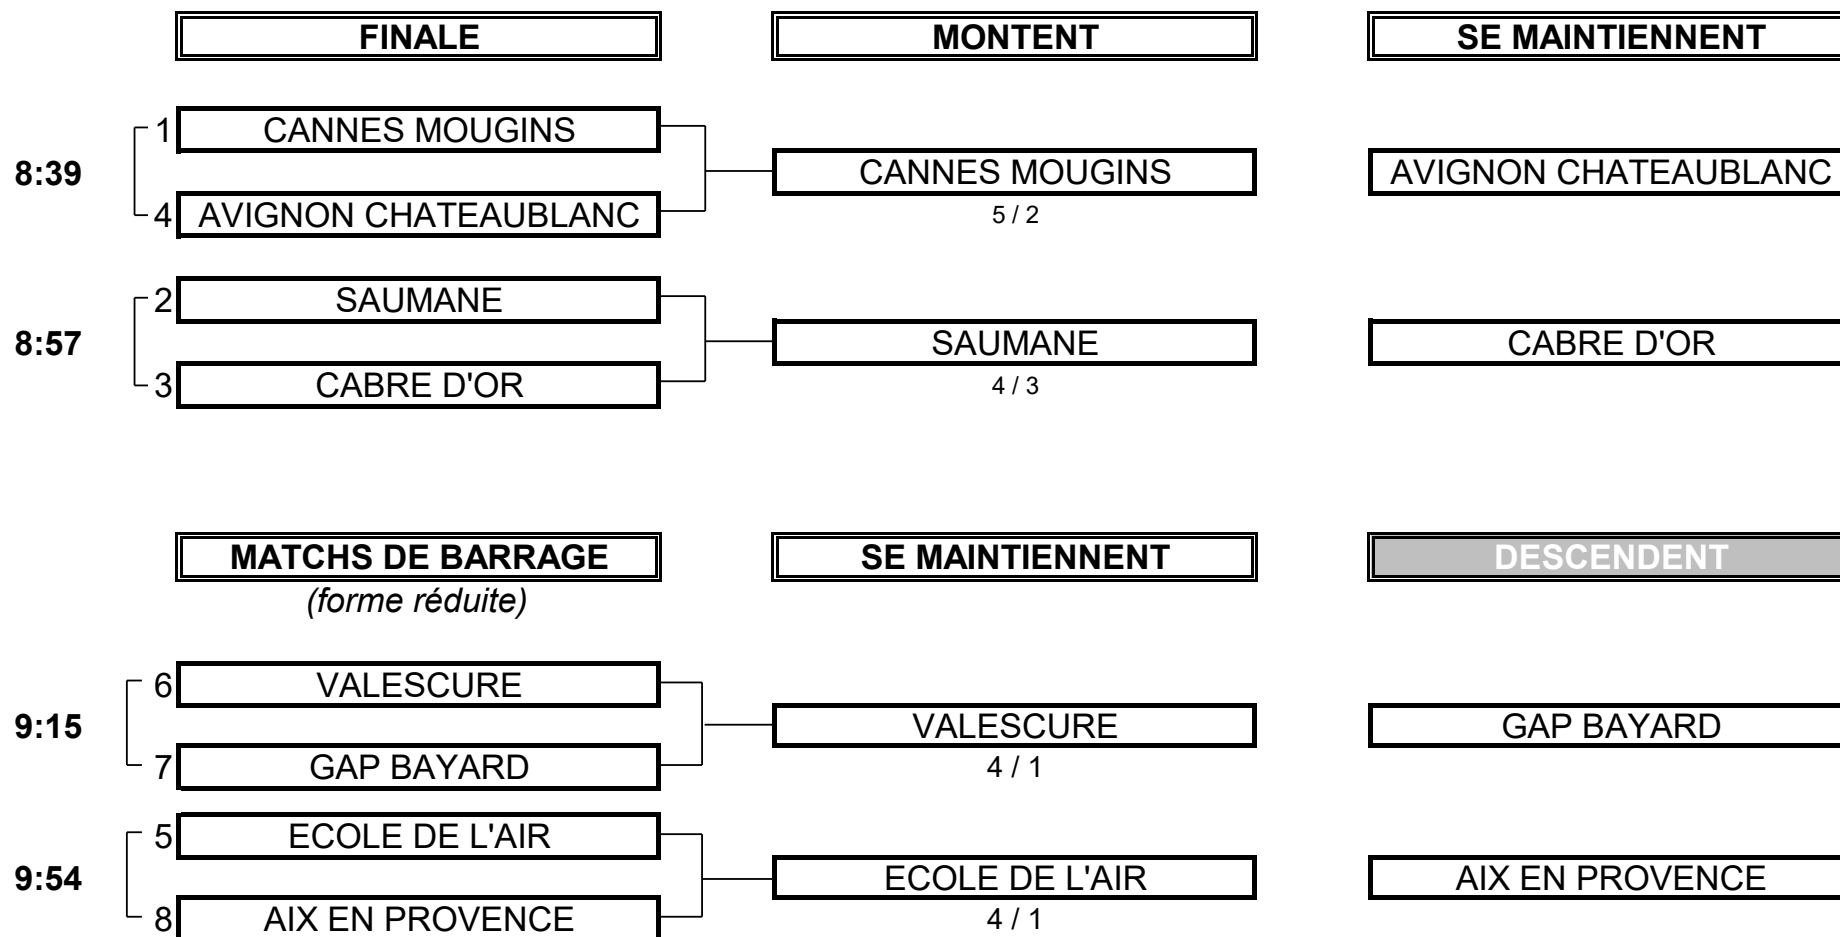 FINALE MONTENT SE MAINTIENNENT
1 CANNES MOUGINS
8:39 CANNES MOUGINS AVIGNON CHATEAUBLANC
4 AVIGNON CHATEAUBLANC 5 / 2
2 SAUMANE
8:57 SAUMANE CABRE D'OR
3 CABRE D'OR 4 / 3
MATCHS DE BARRAGE SE MAINTIENNENT DESCENDENT
(forme réduite)
6 VALESCURE
9:15 VALESCURE GAP BAYARD
7 GAP BAYARD 4 / 1
5 ECOLE DE L'AIR
9:54 ECOLE DE L'AIR AIX EN PROVENCE
8 AIX EN PROVENCE 4 / 1